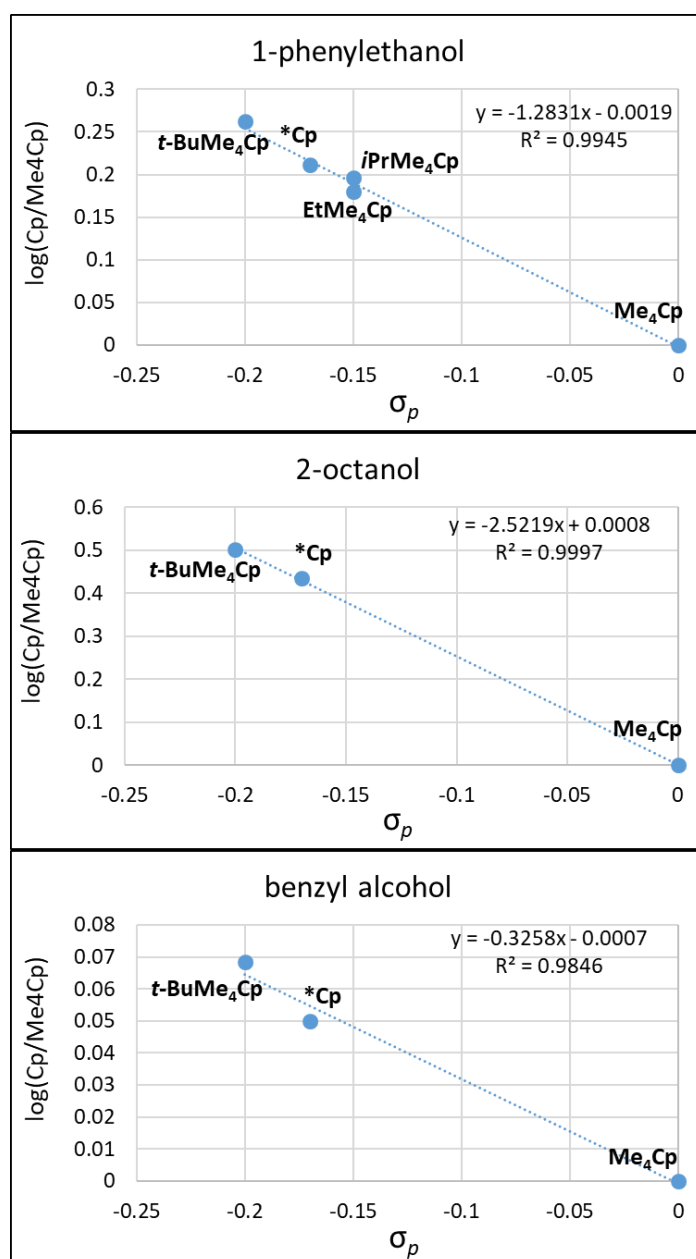 1-phenylethanol
log(Cp/Me4Cp)
0.3
0.25
0.2
0.15
0.1
0.05
0
y = -1.2831x - 0.0019
R² = 0.9945
t-BuMe₄Cp
*Cp
iPrMe₄Cp
EtMe₄Cp
Me₄Cp
-0.25 -0.2 -0.15 -0.1 -0.05 0
σₚ
2-octanol
log(Cp/Me4Cp)
0.6
0.5
0.4
0.3
0.2
0.1
0
y = -2.5219x + 0.0008
R² = 0.9997
t-BuMe₄Cp
*Cp
Me₄Cp
-0.25 -0.2 -0.15 -0.1 -0.05 0
σₚ
benzyl alcohol
log(Cp/Me4Cp)
0.08
0.07
0.06
0.05
0.04
0.03
0.02
0.01
0
y = -0.3258x - 0.0007
R² = 0.9846
t-BuMe₄Cp
*Cp
Me₄Cp
-0.25 -0.2 -0.15 -0.1 -0.05 0
σₚ